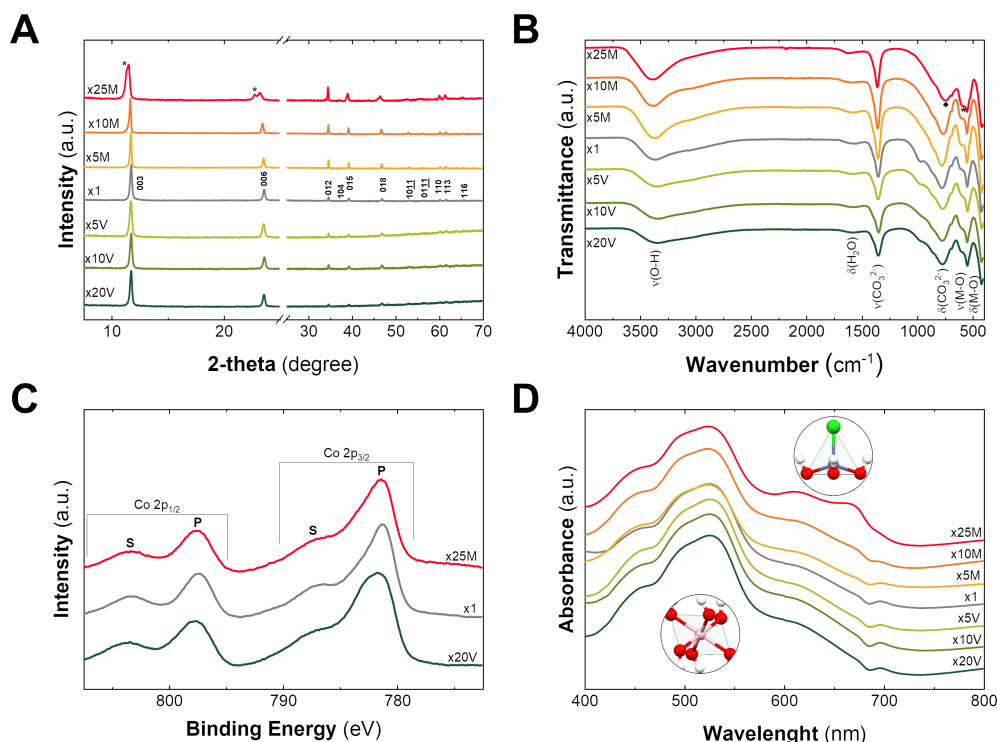 A
Intensity (a.u.)
*
*
x25M
x10M
x5M
x1
x5V
x10V
x20V
003
006
012
104
015
018
1011
0111
110
113
116
10
20
30
40
50
60
70
2-theta (degree)
B
Transmittance (a.u.)
x25M
x10M
x5M
x1
x5V
x10V
x20V
ν(O-H)
δ(H₂O)
ν(CO₃²⁻)
δ(CO₃²⁻)
ν(M-O)
δ(M-O)
◆
*
4000
3500
3000
2500
2000
1500
1000
500
Wavenumber (cm⁻¹)
C
Intensity (a.u.)
Co 2p₁/₂
S
P
Co 2p₃/₂
S
P
x25M
x1
x20V
800
790
780
Binding Energy (eV)
D
Absorbance (a.u.)
x25M
x10M
x5M
x1
x5V
x10V
x20V
400
500
600
700
800
Wavelenght (nm)